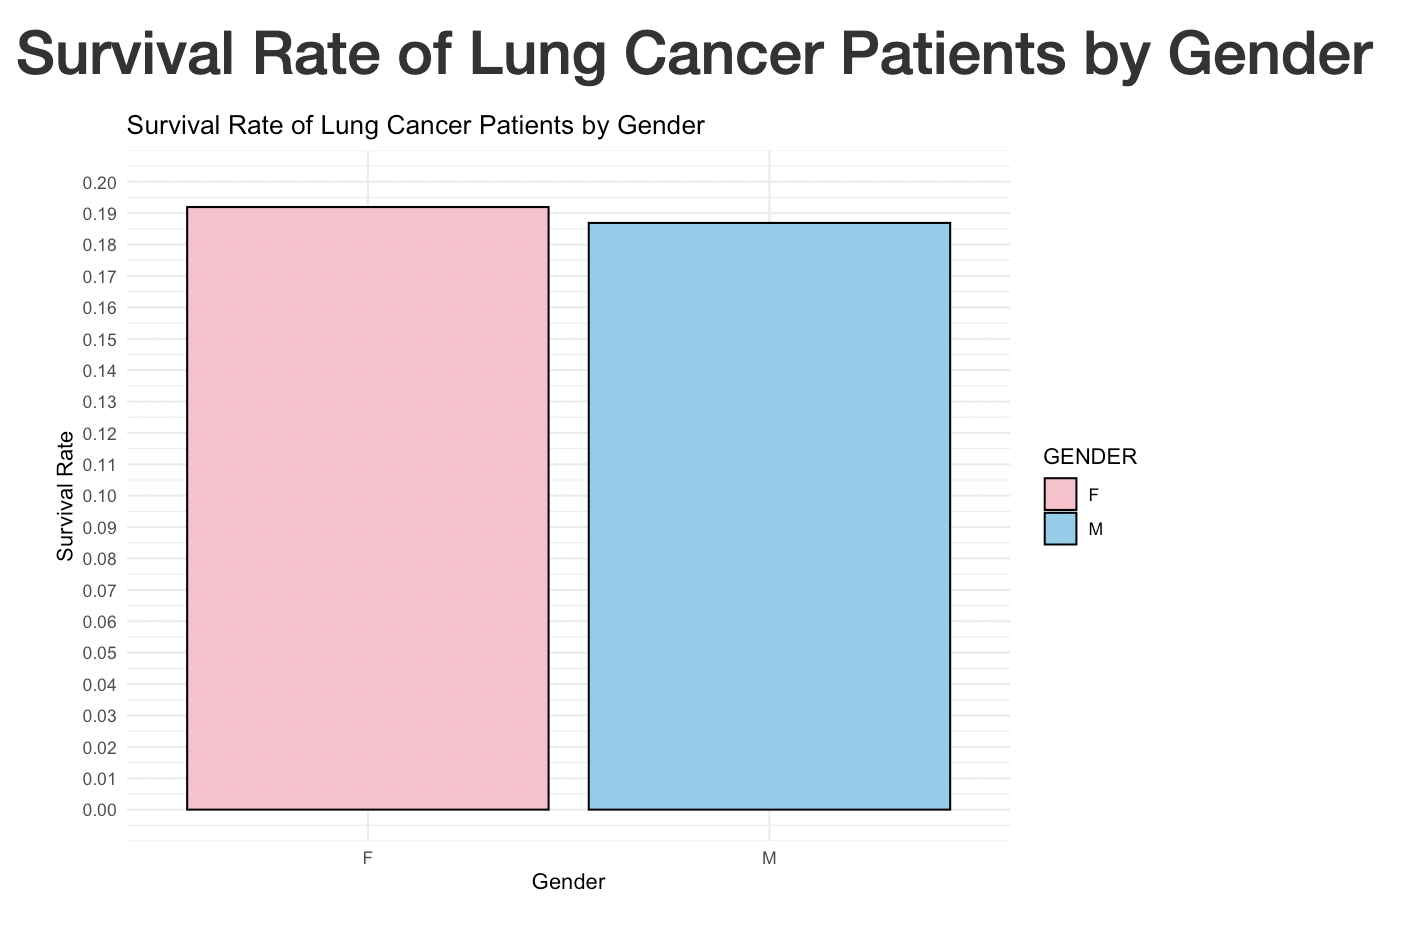 Survival Rate of Lung Cancer Patients by Gender
Survival Rate of Lung Cancer Patients by Gender
0.20
0.19
0.18
0.17
0.16
0.15
0.14
0.13
0.12
0.11
0.10
0.09
0.08
0.07
0.06
0.05
0.04
0.03
0.02
0.01
0.00
Survival Rate
F
M
Gender
GENDER
F
M